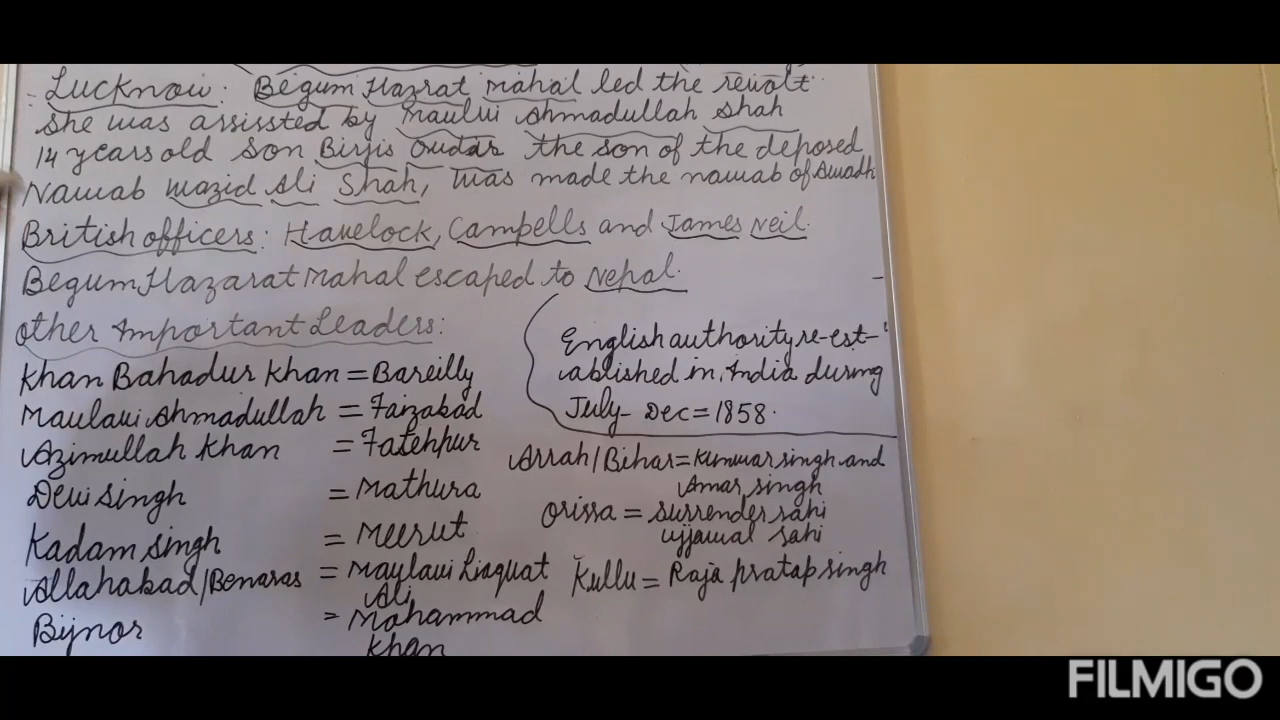 Lucknow: Begum Hazrat mahal led the revolt
She was assissted by maulvi Ahmadullah Shah
14 years old son Birjis Qudar the son of the deposed
Nawab wazid Ali Shah, was made the nawab of Awadh
British officers: Havelock, Campells and James Neil.
Begum Hazarat Mahal escaped to Nepal.
other Important Leaders:
Khan Bahadur Khan = Bareilly
Maulavi Ahmadullah = Faizabad
Azimullah Khan = Fatehpur
Devi singh = Mathura
Kadam singh = Meerut
Allahabad/Benaras = Maulavi Liaquat
Ali
Bijnor = Mohammad
Khan
English authority re-est-
ablished in India during
July- Dec = 1858.
Arrah/Bihar = Kunwar singh and
Amar singh
Orissa = Surrender sahi
ujjawal sahi
Kullu = Raja pratap singh
FILMIGO